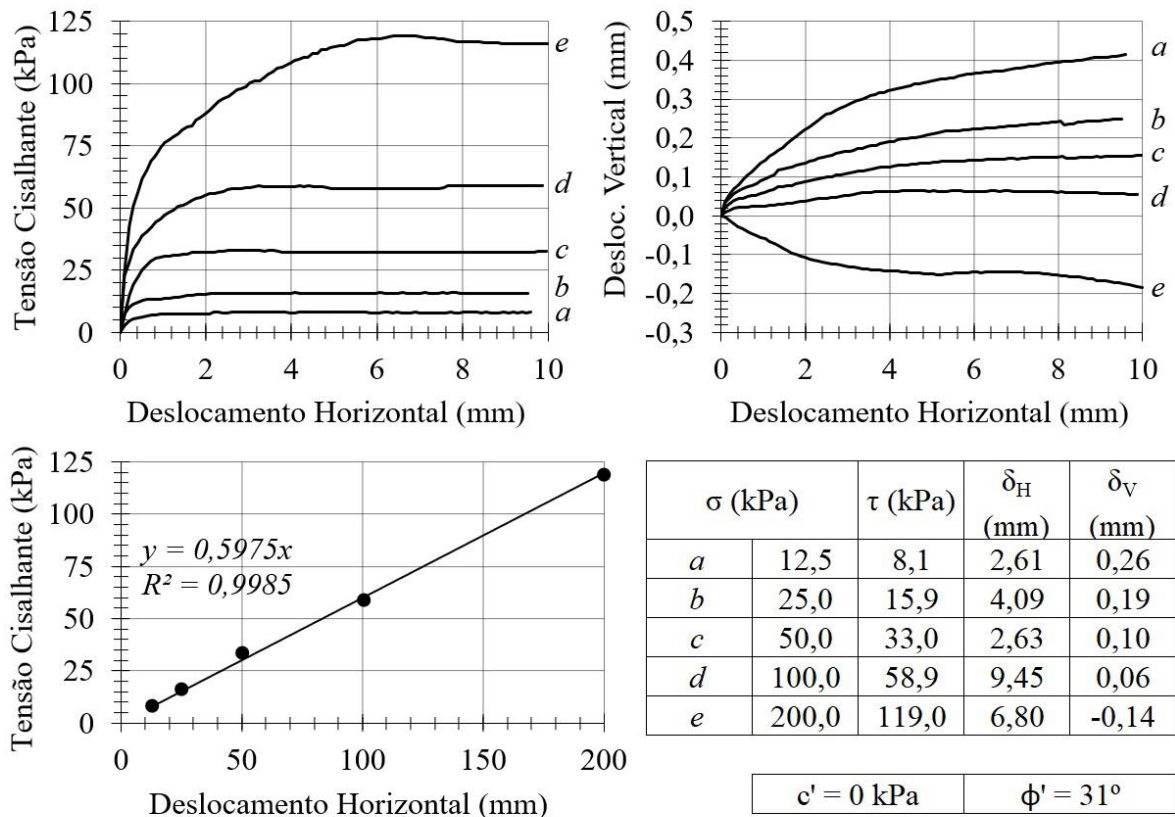 Tensão Cisalhante (kPa)
125
100
75
50
25
0
e
d
c
b
a
0 2 4 6 8 10
Deslocamento Horizontal (mm)
Desloc. Vertical (mm)
0,5
0,4
0,3
0,2
0,1
0,0
-0,1
-0,2
-0,3
a
b
c
d
e
0 2 4 6 8 10
Deslocamento Horizontal (mm)
Tensão Cisalhante (kPa)
125
100
75
50
25
0
y = 0,5975x
R² = 0,9985
0 50 100 150 200
Deslocamento Horizontal (mm)
σ (kPa) τ (kPa) δH (mm) δV (mm)
a 12,5 8,1 2,61 0,26
b 25,0 15,9 4,09 0,19
c 50,0 33,0 2,63 0,10
d 100,0 58,9 9,45 0,06
e 200,0 119,0 6,80 -0,14
c' = 0 kPa ϕ' = 31º